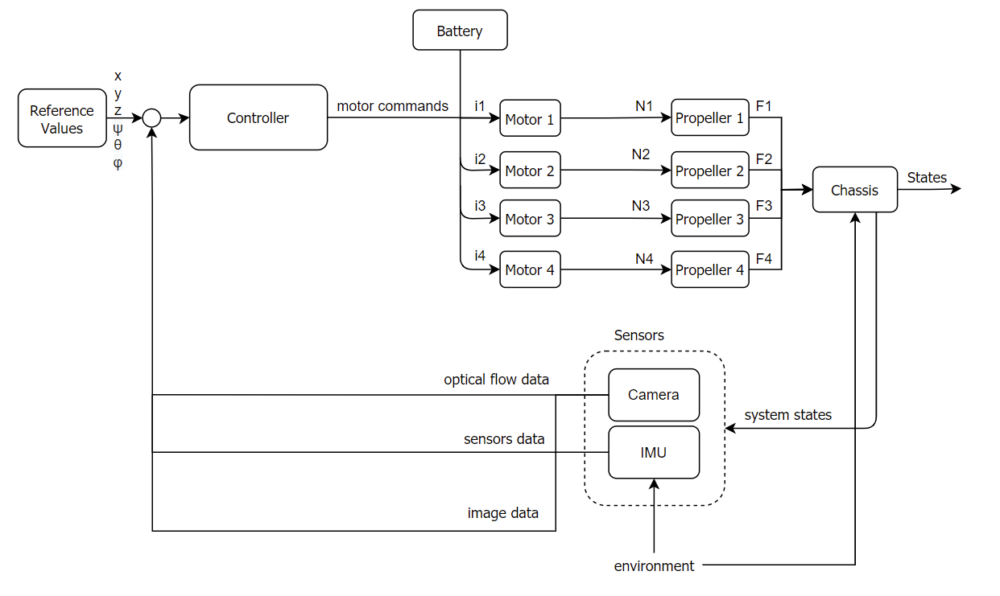 Battery
Reference
Values
x
y
z
ψ
θ
φ
Controller
motor commands
i1
Motor 1
N1
Propeller 1
F1
i2
Motor 2
N2
Propeller 2
F2
i3
Motor 3
N3
Propeller 3
F3
i4
Motor 4
N4
Propeller 4
F4
Chassis
States
Sensors
optical flow data
Camera
system states
sensors data
IMU
image data
environment